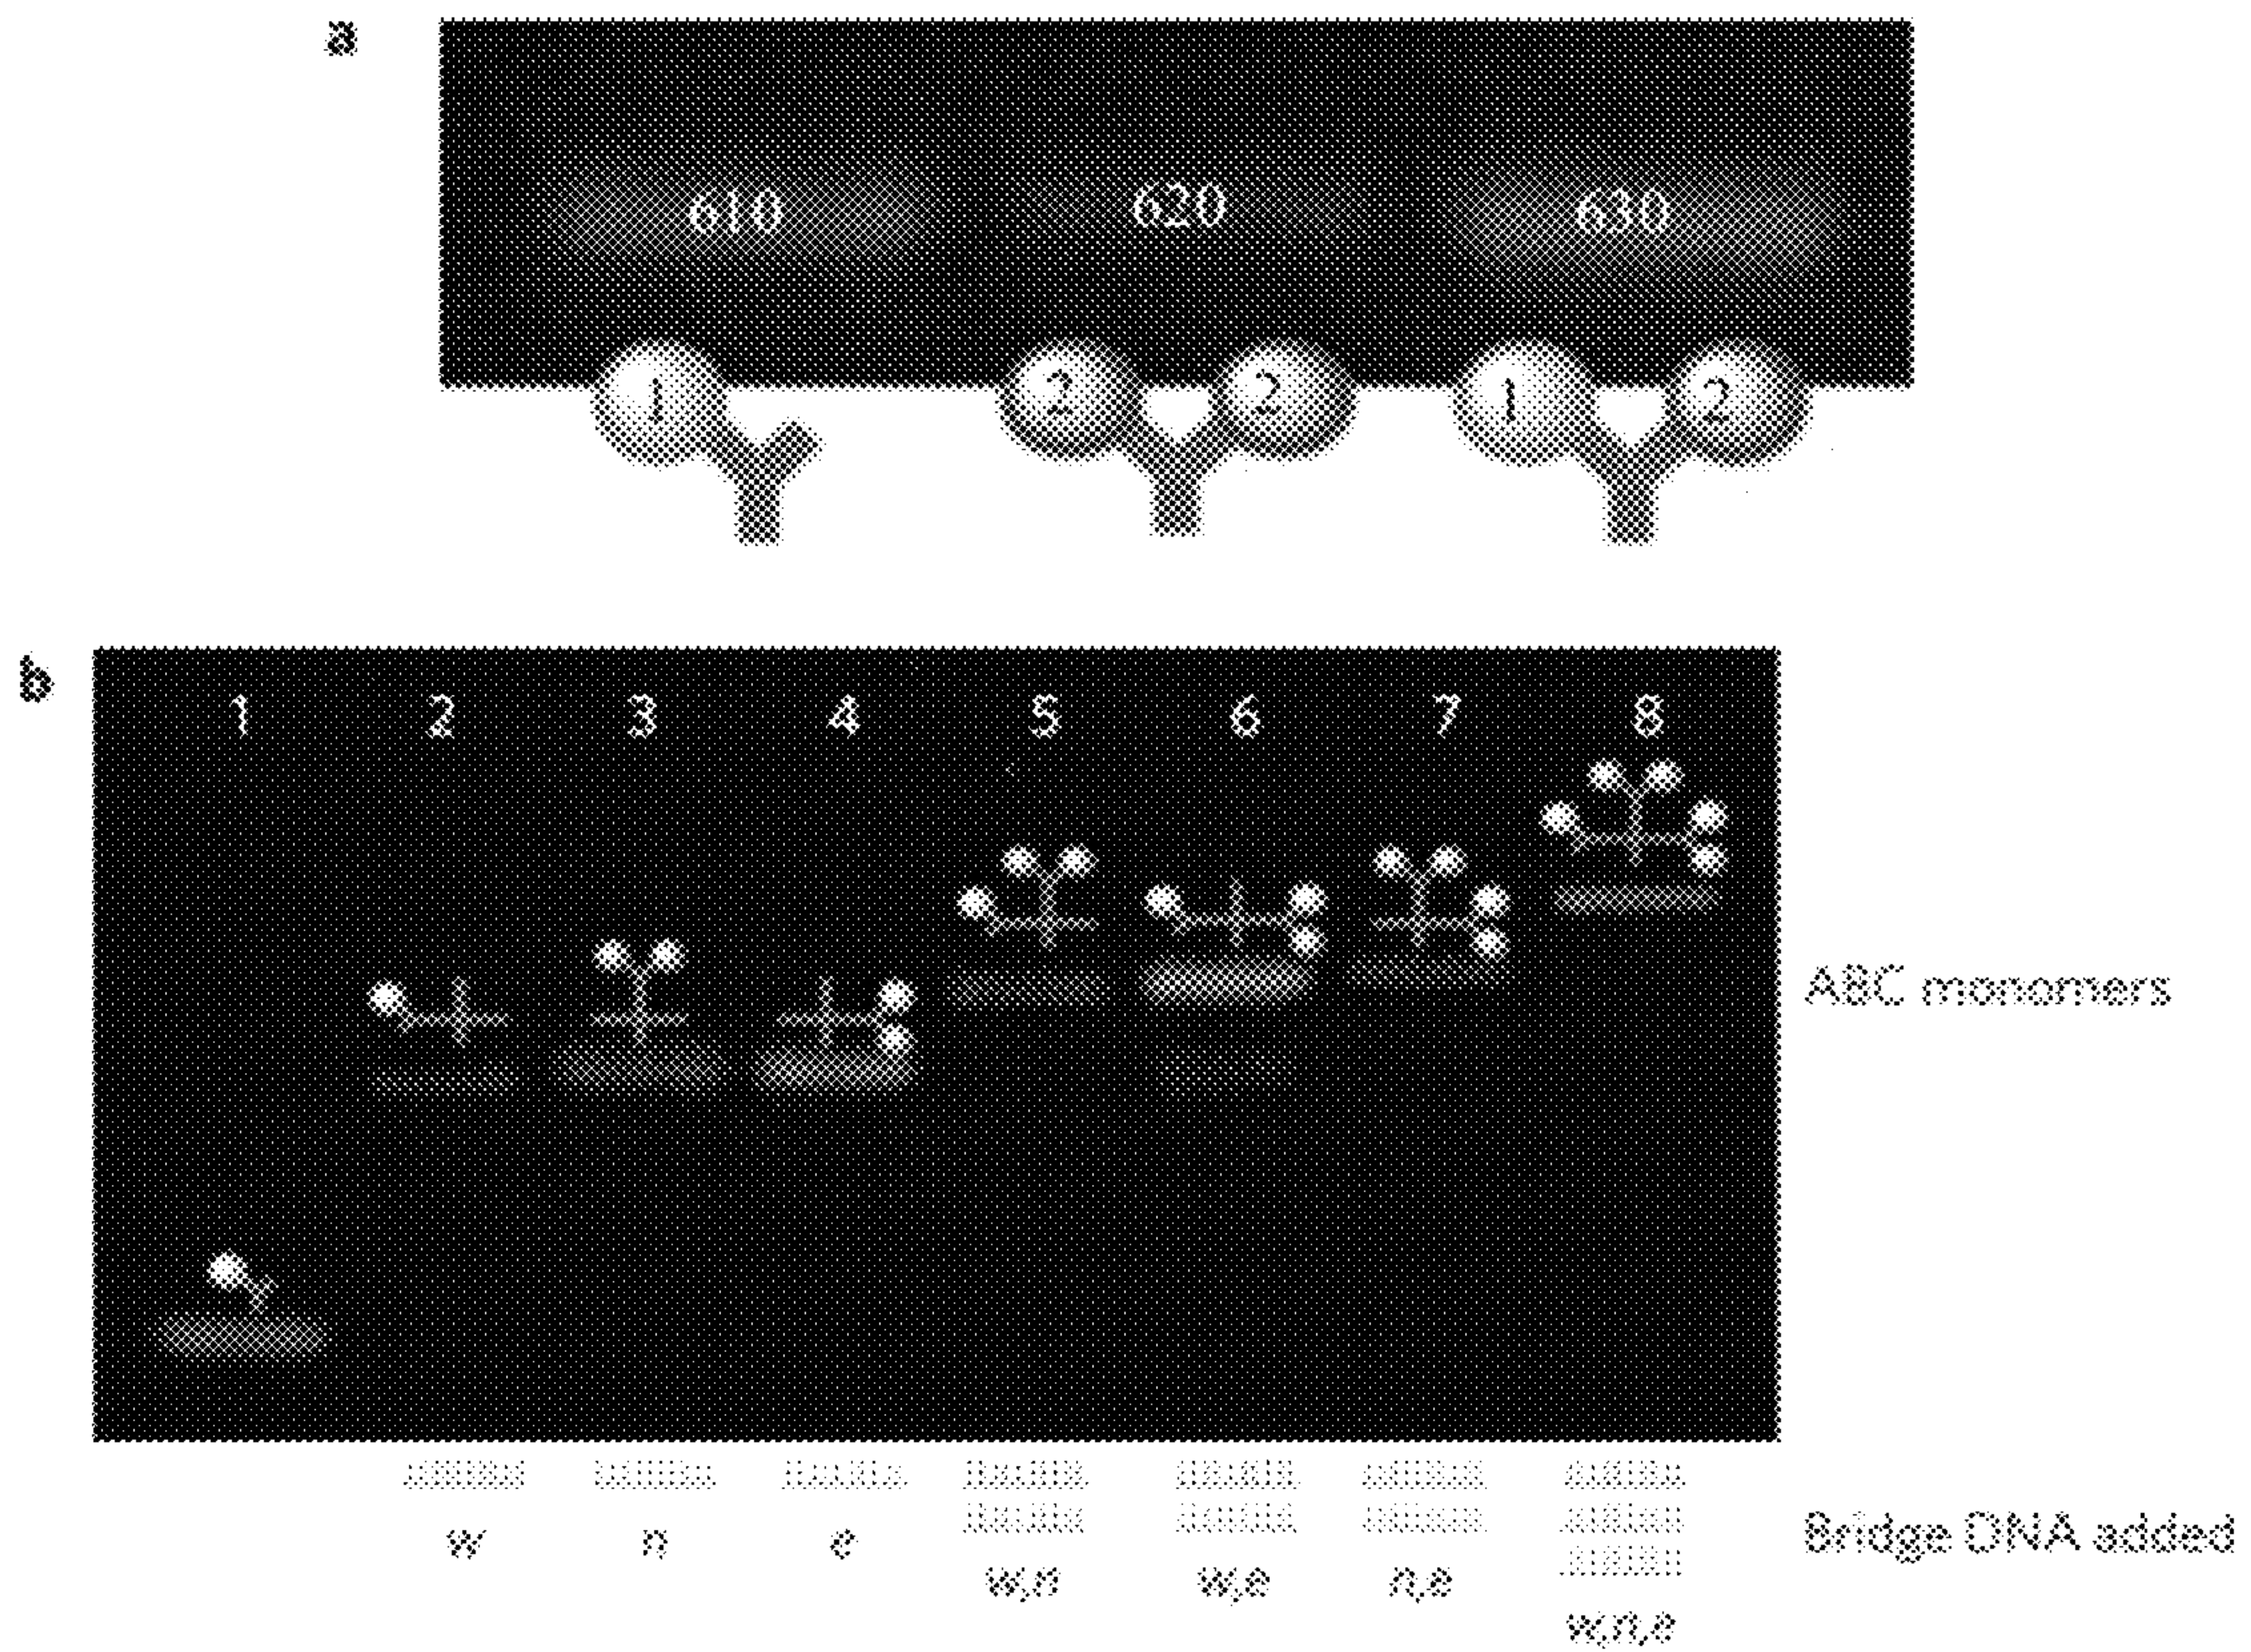 a
610 620 630
1 2 2 1 2
b
1 2 3 4 5 6 7 8
ABC monomers
w n e w,n w,e n,e w,n,e
Bridge DNA added